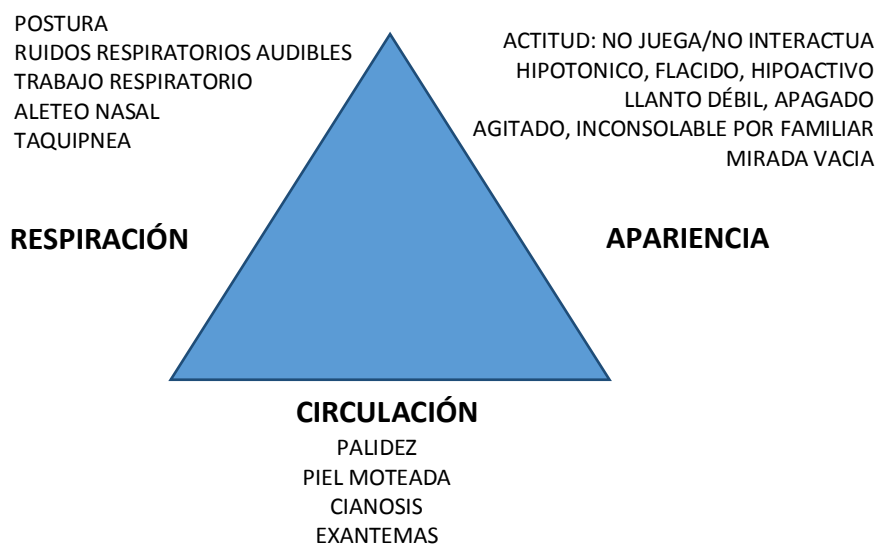 POSTURA
RUIDOS RESPIRATORIOS AUDIBLES
TRABAJO RESPIRATORIO
ALETEO NASAL
TAQUIPNEA
ACTITUD: NO JUEGA/NO INTERACTUA
HIPOTONICO, FLACIDO, HIPOACTIVO
LLANTO DÉBIL, APAGADO
AGITADO, INCONSOLABLE POR FAMILIAR
MIRADA VACIA
RESPIRACIÓN
APARIENCIA
CIRCULACIÓN
PALIDEZ
PIEL MOTEADA
CIANOSIS
EXANTEMAS